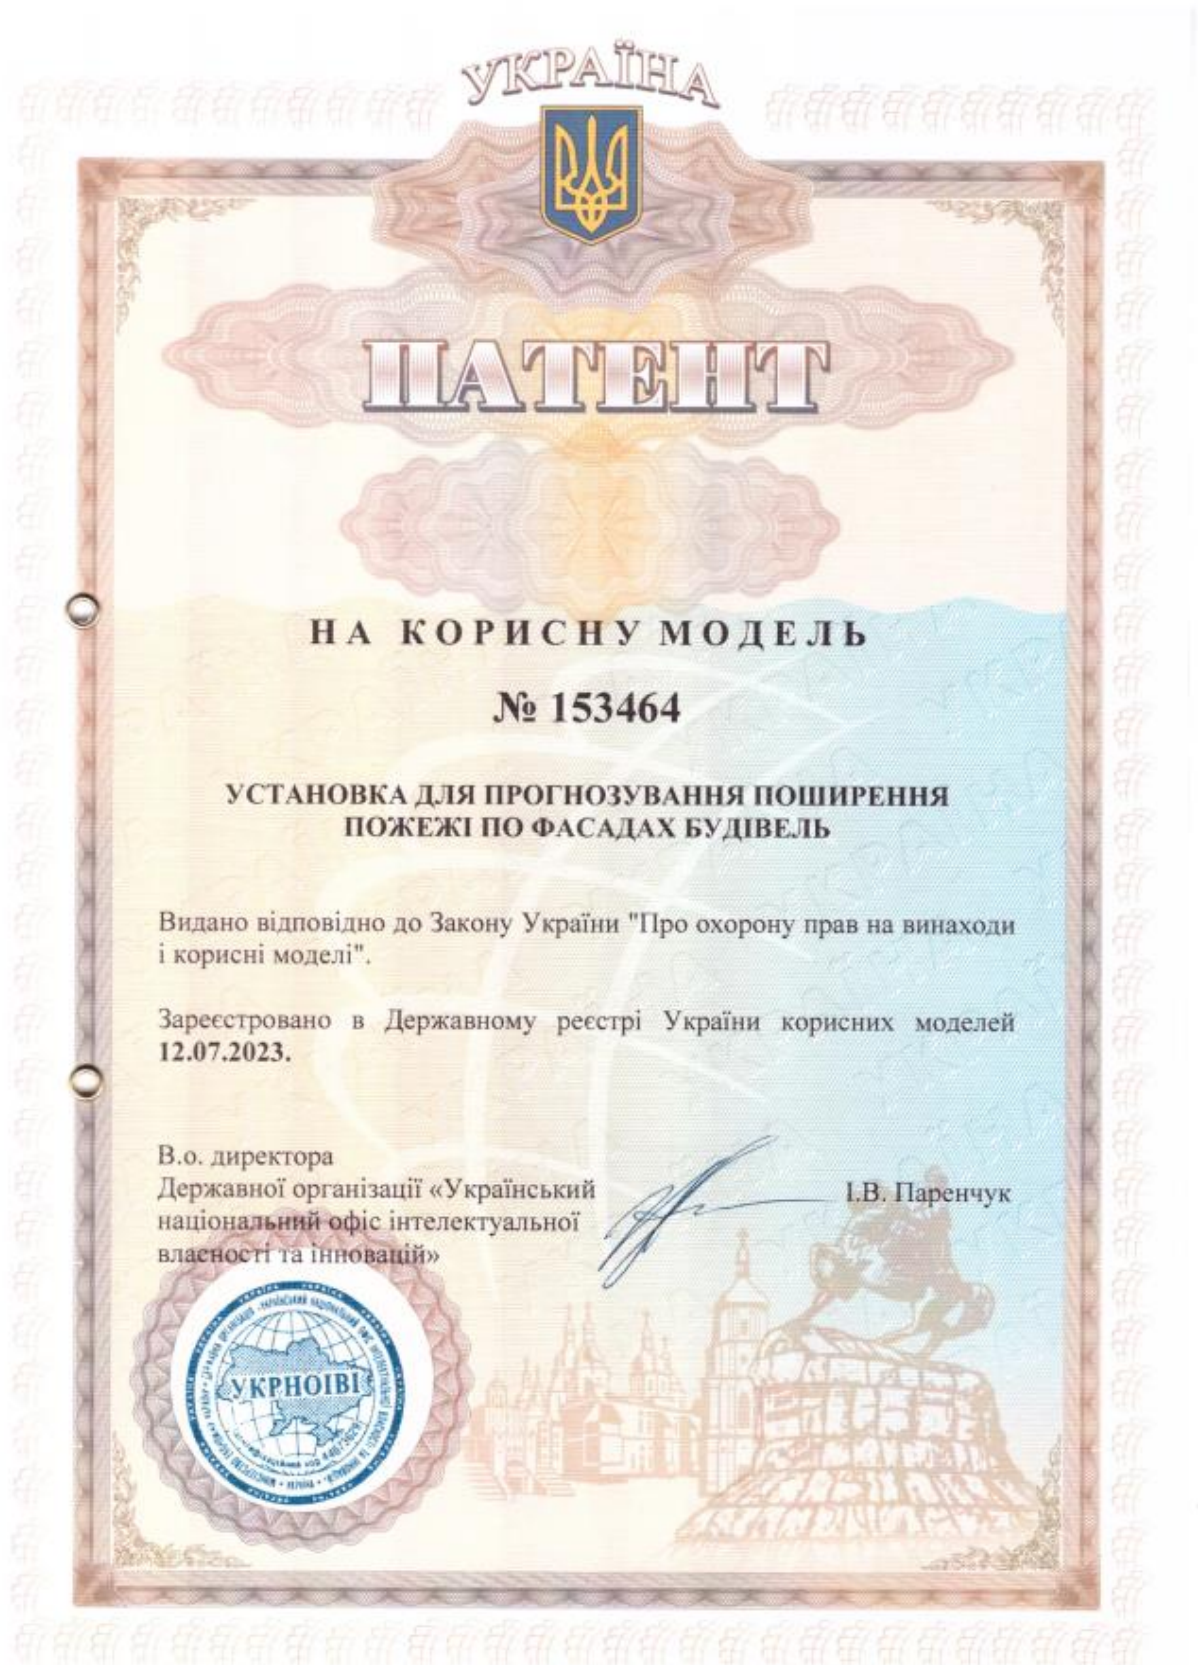 УКРАЇНА
ПАТЕНТ
НА КОРИСНУ МОДЕЛЬ
№ 153464
УСТАНОВКА ДЛЯ ПРОГНОЗУВАННЯ ПОШИРЕННЯ
ПОЖЕЖІ ПО ФАСАДАХ БУДІВЕЛЬ
Видано відповідно до Закону України "Про охорону прав на винаходи
і корисні моделі".
Зареєстровано в Державному реєстрі України корисних моделей
12.07.2023.
В.о. директора
Державної організації «Український
національний офіс інтелектуальної
власності та інновацій»
І.В. Паренчук
УКРНОІВІ